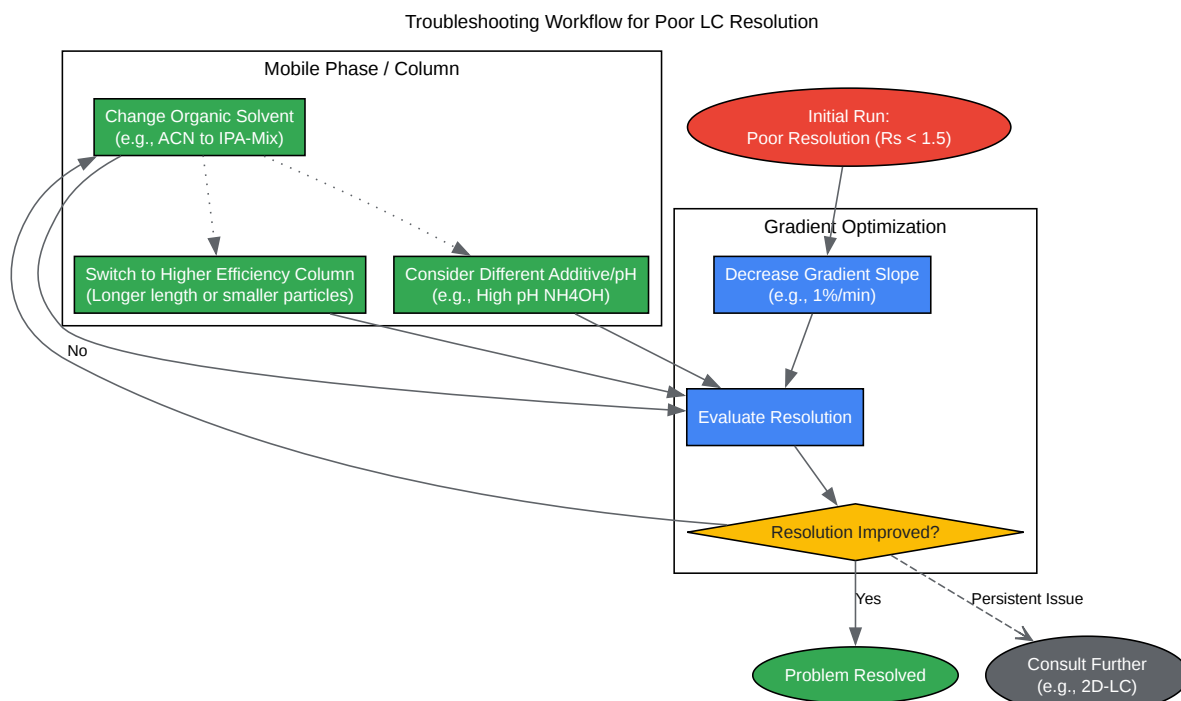 Troubleshooting Workflow for Poor LC Resolution
Mobile Phase / Column
Change Organic Solvent
(e.g., ACN to IPA-Mix)
Initial Run:
Poor Resolution (Rs < 1.5)
Gradient Optimization
Switch to Higher Efficiency Column
(Longer length or smaller particles)
Consider Different Additive/pH
(e.g., High pH NH4OH)
Decrease Gradient Slope
(e.g., 1%/min)
No
Evaluate Resolution
Resolution Improved?
Yes
Persistent Issue
Problem Resolved
Consult Further
(e.g., 2D-LC)